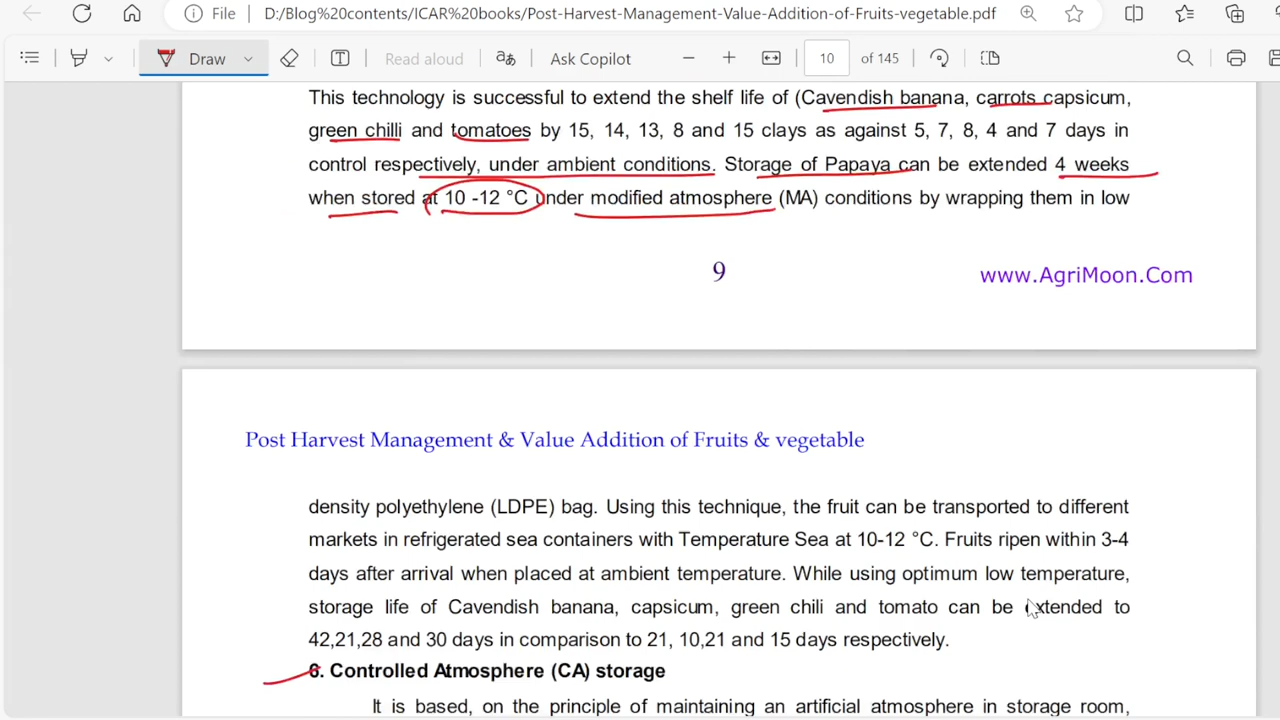 File D:/Blog%20contents/ICAR%20books/Post-Harvest-Management-Value-Addition-of-Fruits-vegetable.pdf
Draw Read aloud aあ Ask Copilot 10 of 145
This technology is successful to extend the shelf life of (Cavendish banana, carrots capsicum,
green chilli and tomatoes by 15, 14, 13, 8 and 15 clays as against 5, 7, 8, 4 and 7 days in
control respectively, under ambient conditions. Storage of Papaya can be extended 4 weeks
when stored at 10 -12 °C under modified atmosphere (MA) conditions by wrapping them in low
9
www.AgriMoon.Com
Post Harvest Management & Value Addition of Fruits & vegetable
density polyethylene (LDPE) bag. Using this technique, the fruit can be transported to different
markets in refrigerated sea containers with Temperature Sea at 10-12 °C. Fruits ripen within 3-4
days after arrival when placed at ambient temperature. While using optimum low temperature,
storage life of Cavendish banana, capsicum, green chili and tomato can be extended to
42,21,28 and 30 days in comparison to 21, 10,21 and 15 days respectively.
6. Controlled Atmosphere (CA) storage
It is based, on the principle of maintaining an artificial atmosphere in storage room,